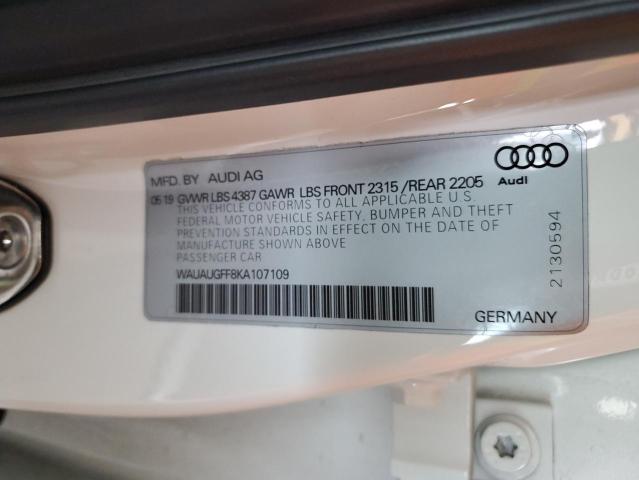 MFD. BY AUDI AG
05 19 GVWR LBS 4387 GAWR LBS FRONT 2315 /REAR 2205
Audi
THIS VEHICLE CONFORMS TO ALL APPLICABLE U.S.
FEDERAL MOTOR VEHICLE SAFETY, BUMPER AND THEFT
PREVENTION STANDARDS IN EFFECT ON THE DATE OF
MANUFACTURE SHOWN ABOVE
PASSENGER CAR
WAUAUGFF8KA107109
2130594
GERMANY